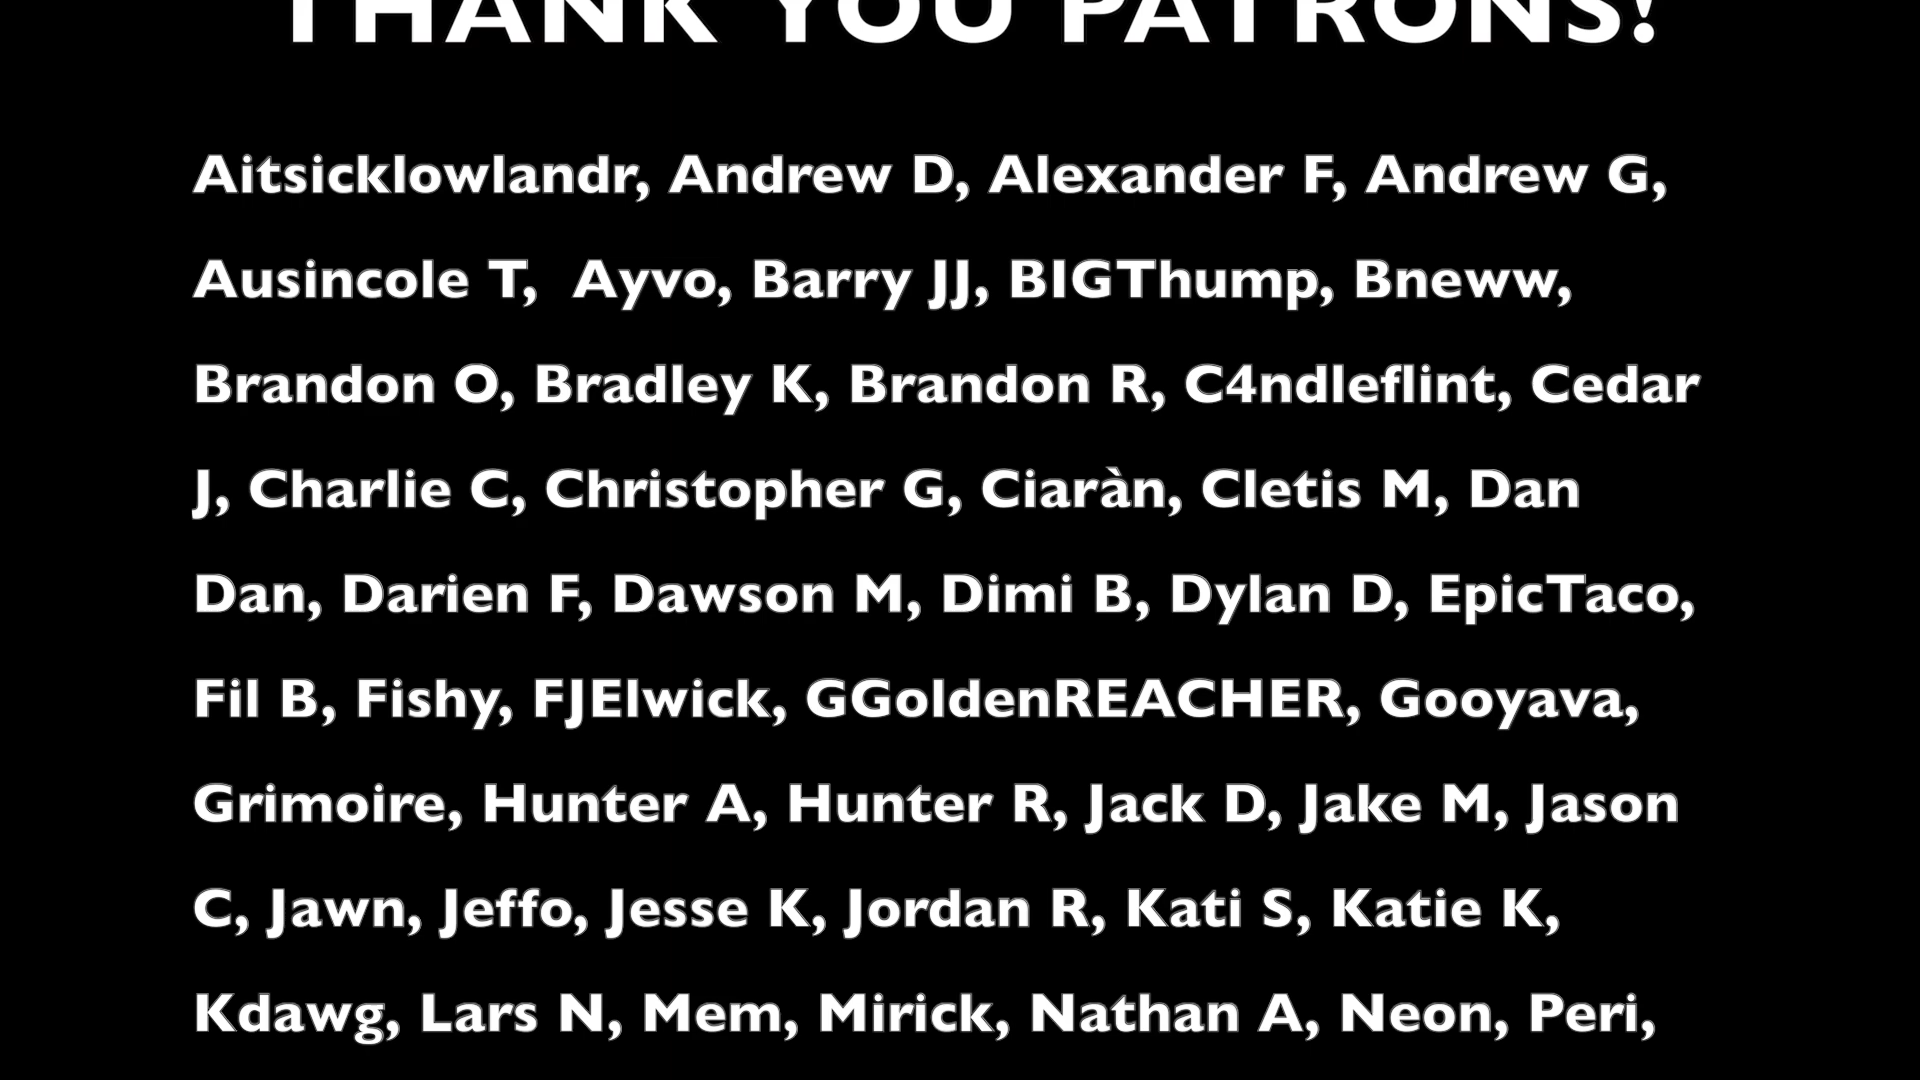 THANK YOU PATRONS!
Aitsicklowlandr, Andrew D, Alexander F, Andrew G,
Ausincole T,  Ayvo, Barry JJ, BIGThump, Bneww,
Brandon O, Bradley K, Brandon R, C4ndleflint, Cedar
J, Charlie C, Christopher G, Ciaràn, Cletis M, Dan
Dan, Darien F, Dawson M, Dimi B, Dylan D, EpicTaco,
Fil B, Fishy, FJElwick, GGoldenREACHER, Gooyava,
Grimoire, Hunter A, Hunter R, Jack D, Jake M, Jason
C, Jawn, Jeffo, Jesse K, Jordan R, Kati S, Katie K,
Kdawg, Lars N, Mem, Mirick, Nathan A, Neon, Peri,